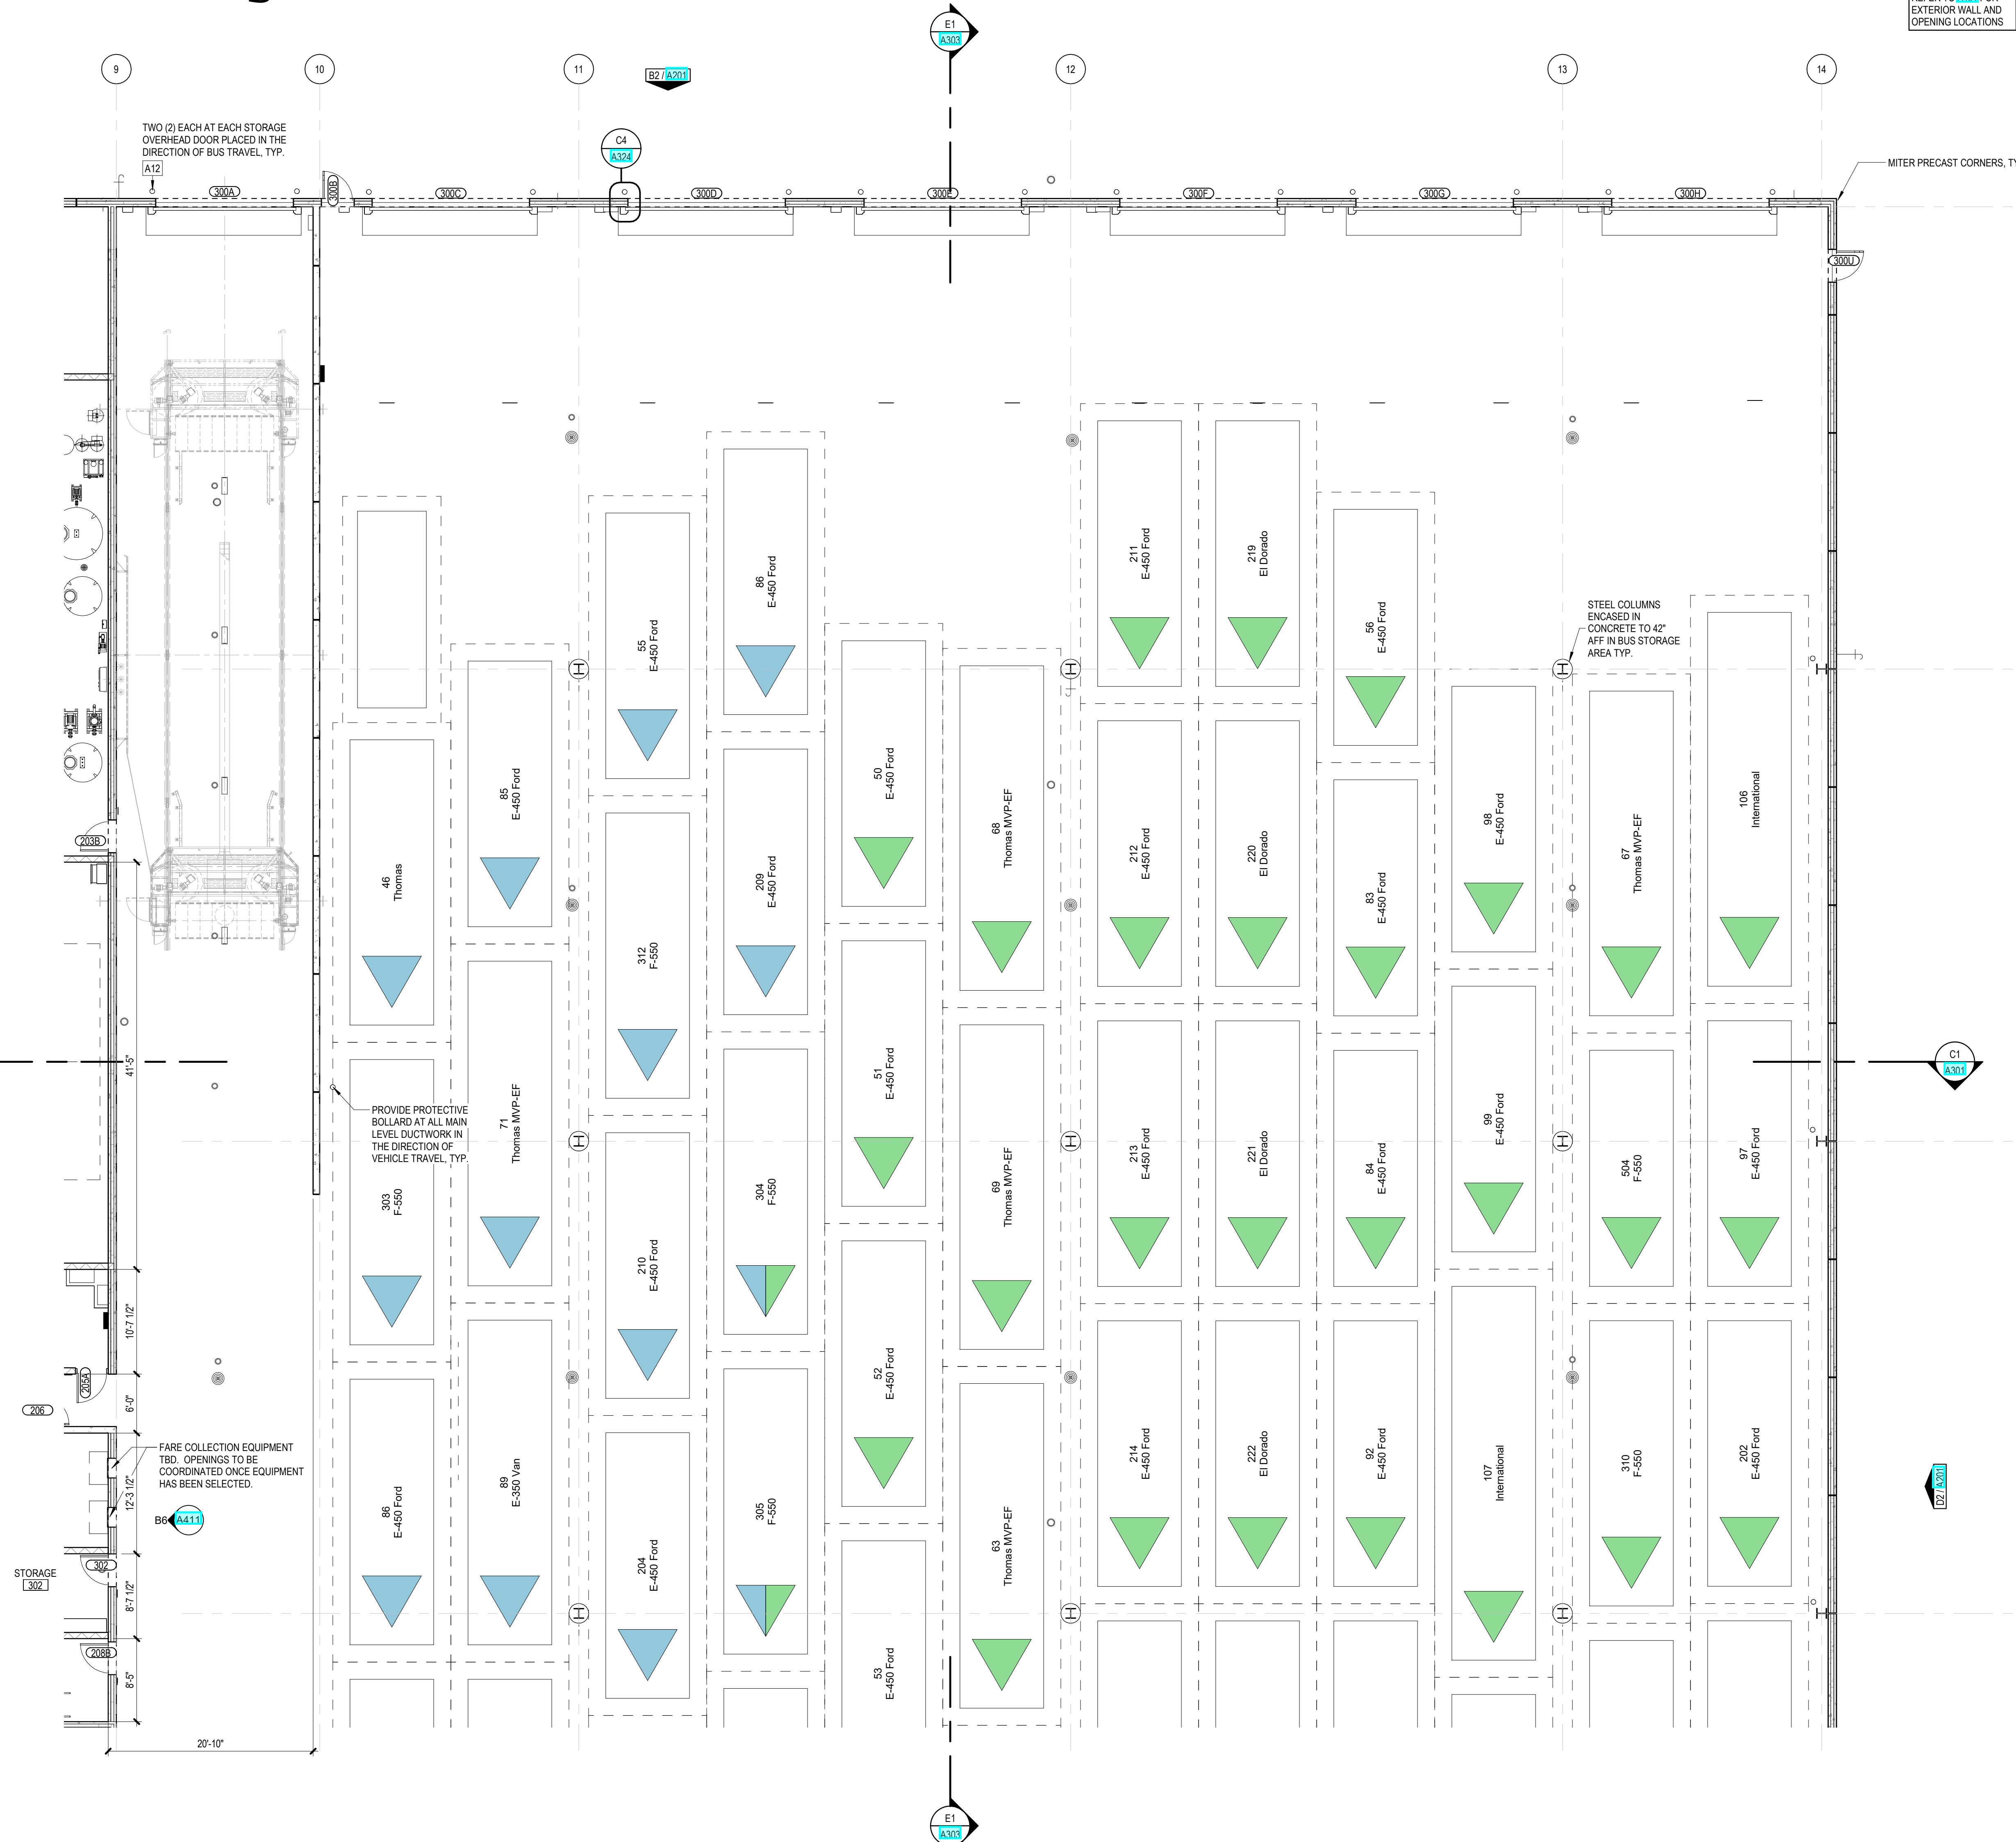 EXTERIOR WALL AND
OPENING LOCATIONS
E1
A303
9
10
11
12
13
14
B2 / A201
TWO (2) EACH AT EACH STORAGE
OVERHEAD DOOR PLACED IN THE
DIRECTION OF BUS TRAVEL, TYP.
A12
C4
A324
MITER PRECAST CORNERS, TY
300A
300B
300C
300D
300E
300F
300G
300H
300U
STEEL COLUMNS
ENCASED IN
CONCRETE TO 42"
AFF IN BUS STORAGE
AREA TYP.
46
Thomas
303
F-550
86
E-450 Ford
85
E-450 Ford
71
Thomas MVP-EF
89
E-350 Van
55
E-450 Ford
312
F-550
210
E-450 Ford
204
E-450 Ford
86
E-450 Ford
209
E-450 Ford
304
F-550
305
F-550
50
E-450 Ford
51
E-450 Ford
52
E-450 Ford
53
E-450 Ford
68
Thomas MVP-EF
69
Thomas MVP-EF
63
Thomas MVP-EF
211
E-450 Ford
212
E-450 Ford
213
E-450 Ford
214
E-450 Ford
219
El Dorado
220
El Dorado
221
El Dorado
222
El Dorado
56
E-450 Ford
83
E-450 Ford
84
E-450 Ford
92
E-450 Ford
98
E-450 Ford
99
E-450 Ford
107
International
67
Thomas MVP-EF
504
F-550
310
F-550
106
International
97
E-450 Ford
202
E-450 Ford
203B
41'-5"
C1
A301
PROVIDE PROTECTIVE
BOLLARD AT ALL MAIN
LEVEL DUCTWORK IN
THE DIRECTION OF
VEHICLE TRAVEL, TYP.
10'-7 1/2"
205A
6'-0"
206
FARE COLLECTION EQUIPMENT
TBD. OPENINGS TO BE
COORDINATED ONCE EQUIPMENT
HAS BEEN SELECTED.
12'-3 1/2"
B6 A411
D2 / A201
302
STORAGE
302
8'-7 1/2"
208B
8'-5"
20'-10"
E1
A303